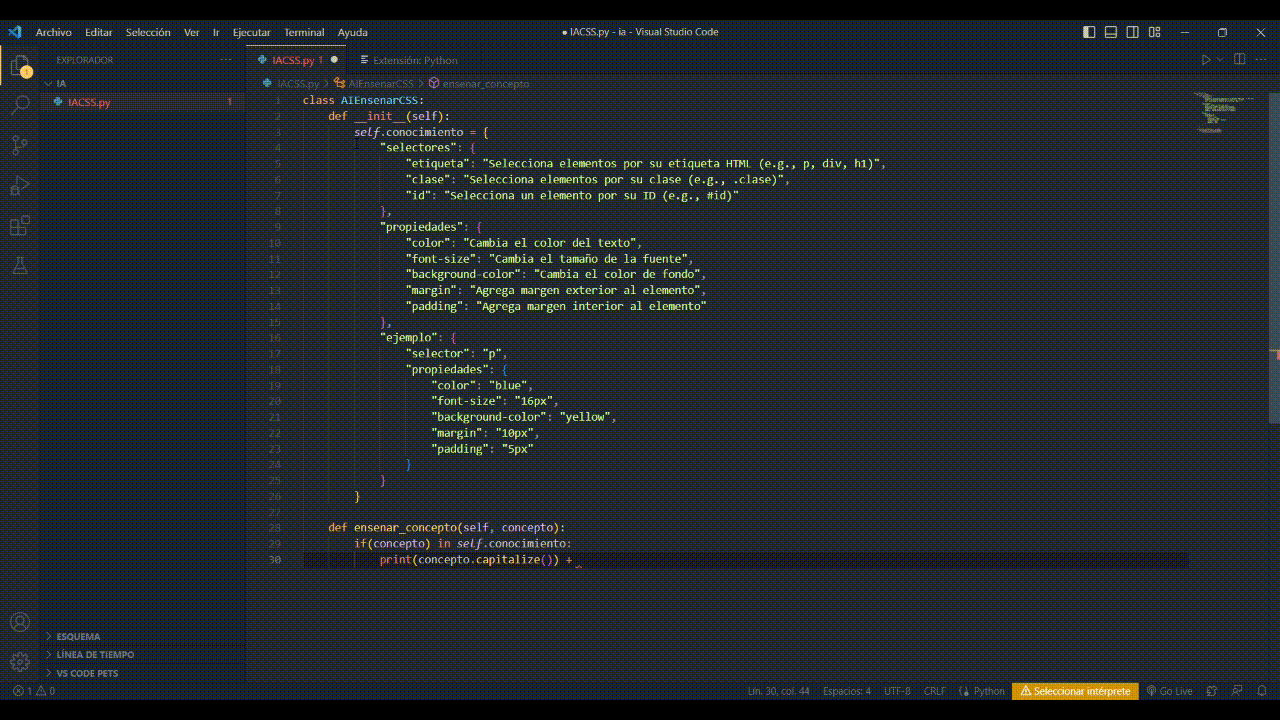 Archivo Editar Selección Ver Ir Ejecutar Terminal Ayuda ● IACSS.py - ia - Visual Studio Code
EXPLORADOR ··· IACSS.py 1 ● Extensión: Python
IA IACSS.py > AIEnsenarCSS > ensenar_concepto
IACSS.py 1
1 class AIEnsenarCSS:
2 def __init__(self):
3 self.conocimiento = {
4 "selectores": {
5 "etiqueta": "Selecciona elementos por su etiqueta HTML (e.g., p, div, h1)",
6 "clase": "Selecciona elementos por su clase (e.g., .clase)",
7 "id": "Selecciona un elemento por su ID (e.g., #id)"
8 },
9 "propiedades": {
10 "color": "Cambia el color del texto",
11 "font-size": "Cambia el tamaño de la fuente",
12 "background-color": "Cambia el color de fondo",
13 "margin": "Agrega margen exterior al elemento",
14 "padding": "Agrega margen interior al elemento"
15 },
16 "ejemplo": {
17 "selector": "p",
18 "propiedades": {
19 "color": "blue",
20 "font-size": "16px",
21 "background-color": "yellow",
22 "margin": "10px",
23 "padding": "5px"
24 }
25 }
26 }
27
28 def ensenar_concepto(self, concepto):
29 if(concepto) in self.conocimiento:
30 print(concepto.capitalize()) +
ESQUEMA
LÍNEA DE TIEMPO
VS CODE PETS
1 0 Lín. 30, col. 44 Espacios: 4 UTF-8 CRLF Python Seleccionar intérprete Go Live